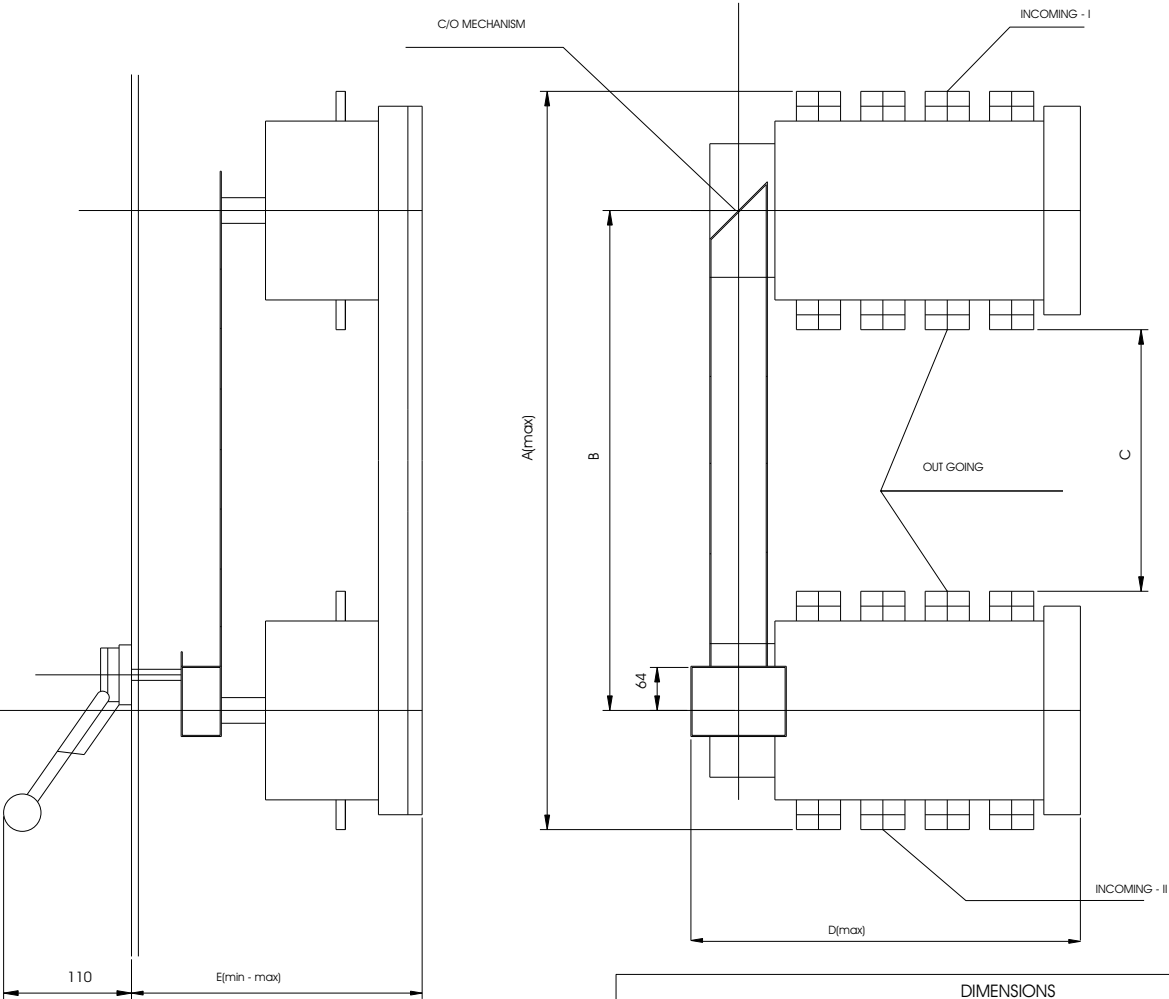 C/O MECHANISM
INCOMING - I
A(max)
B
C
OUT GOING
64
INCOMING - II
D(max)
110
E(min - max)
DIMENSIONS